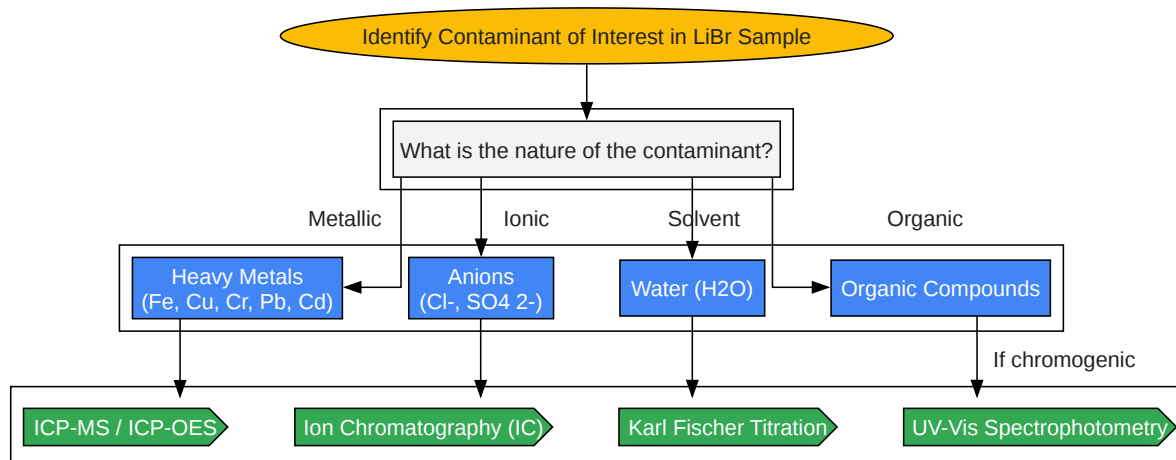 Identify Contaminant of Interest in LiBr Sample
What is the nature of the contaminant?
Metallic
Ionic
Solvent
Organic
Heavy Metals
(Fe, Cu, Cr, Pb, Cd)
Anions
(Cl-, SO4 2-)
Water (H2O)
Organic Compounds
If chromogenic
ICP-MS / ICP-OES
Ion Chromatography (IC)
Karl Fischer Titration
UV-Vis Spectrophotometry